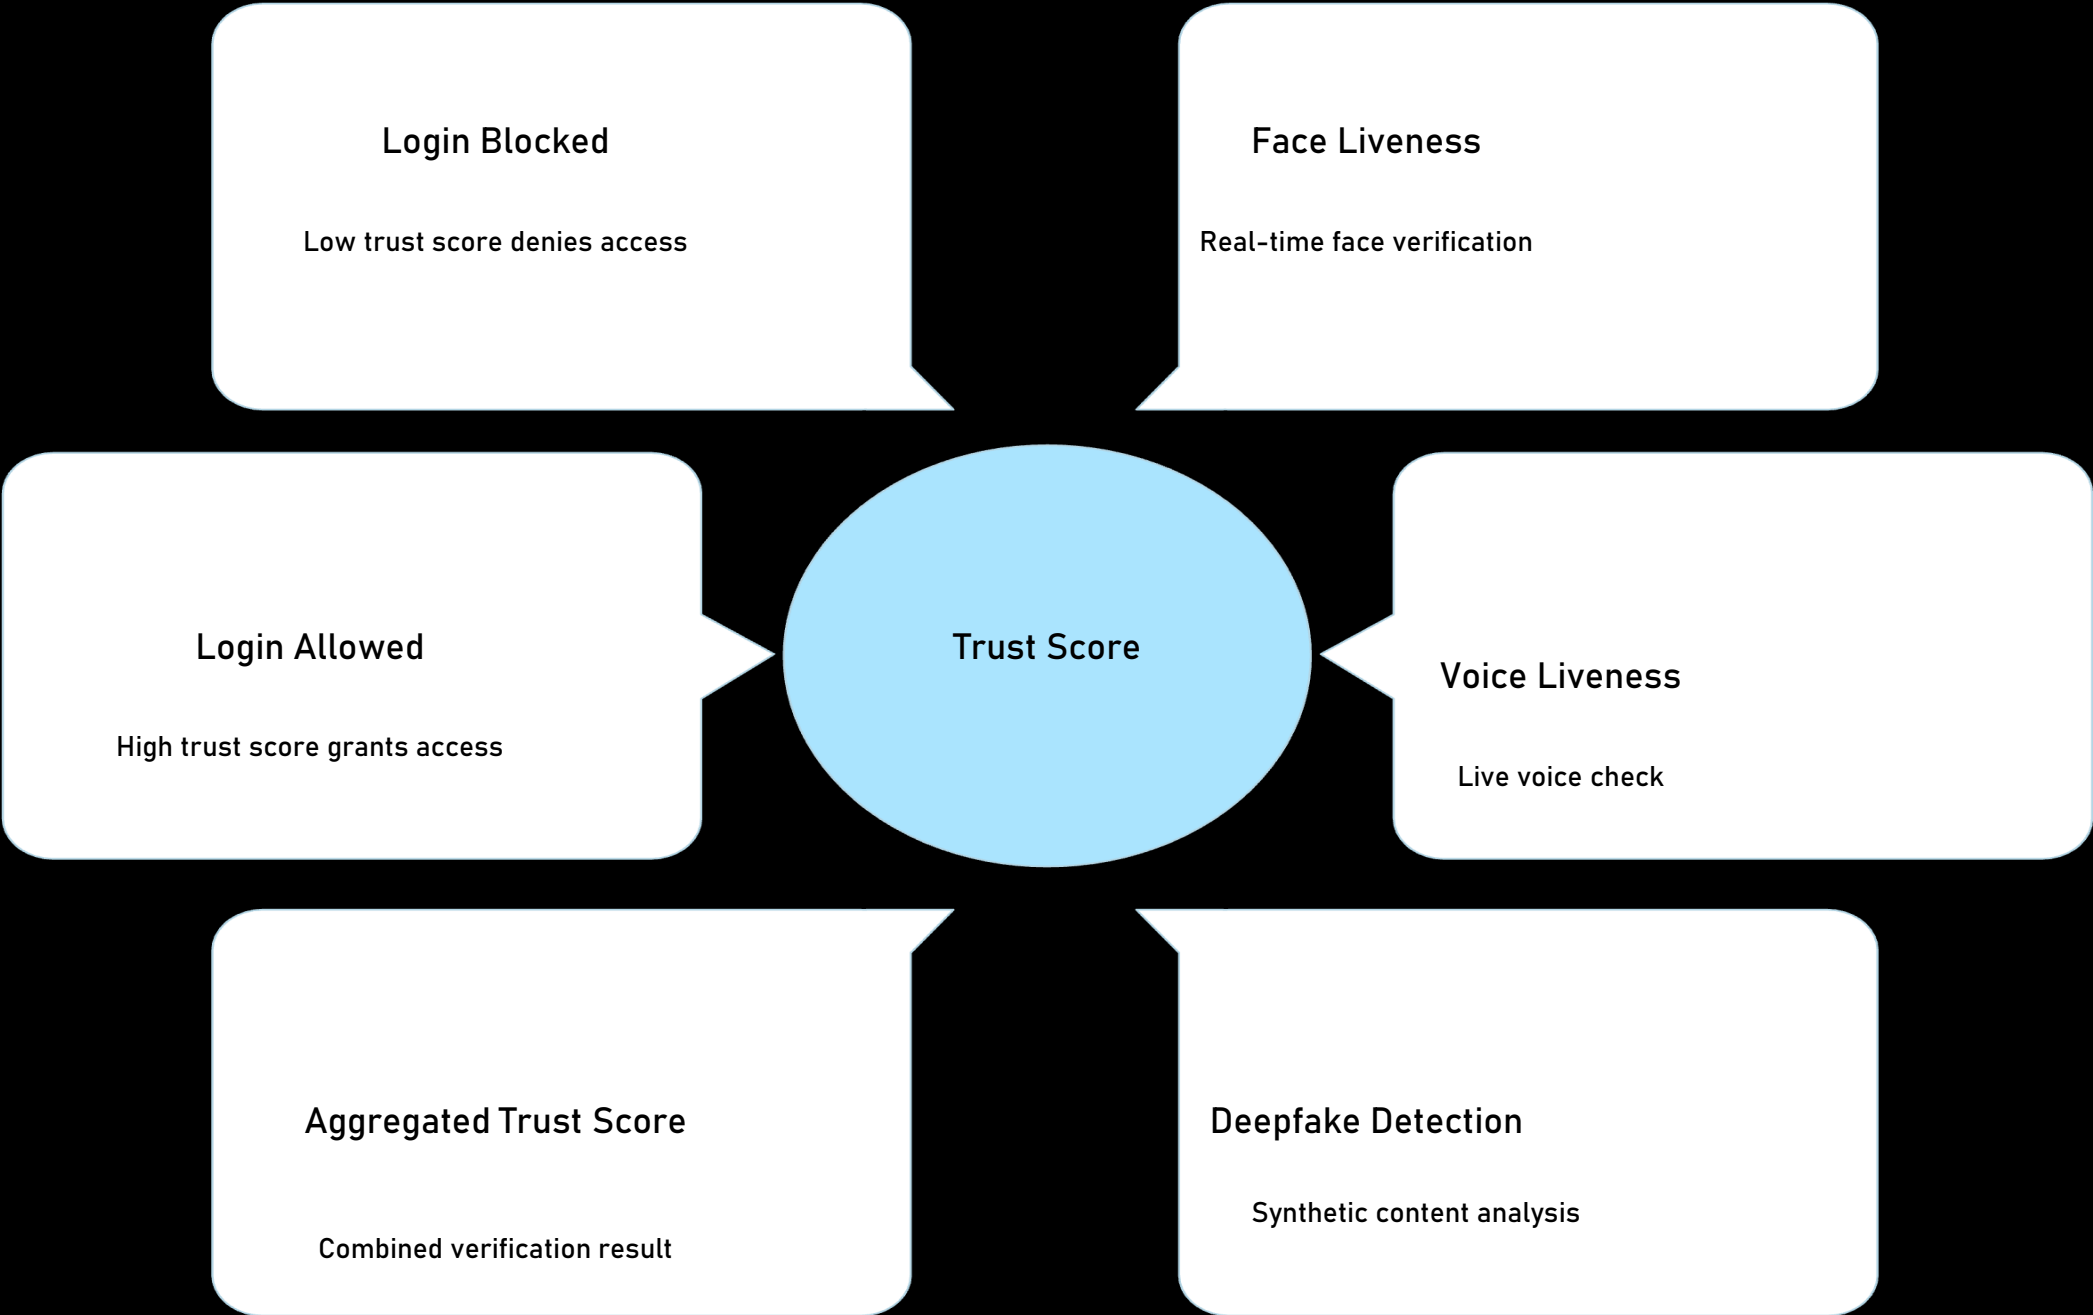 Login Blocked
Low trust score denies access
Face Liveness
Real-time face verification
Login Allowed
High trust score grants access
Trust Score
Voice Liveness
Live voice check
Aggregated Trust Score
Combined verification result
Deepfake Detection
Synthetic content analysis